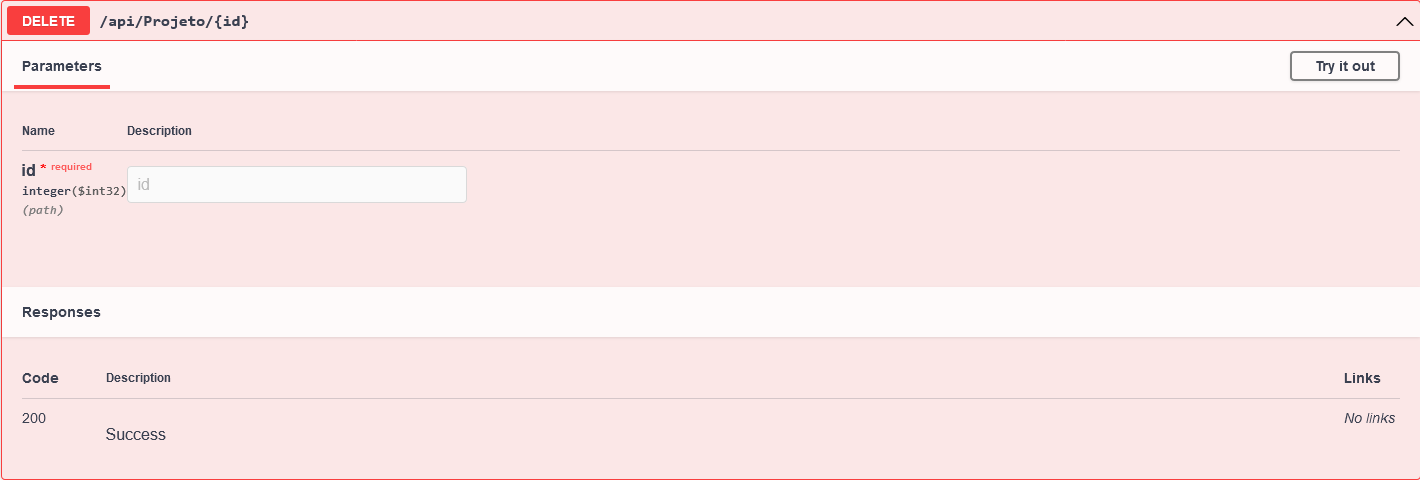 DELETE /api/Projeto/{id}
Parameters Try it out
Name Description
id * required
integer($int32)
(path)
id
Responses
Code Description Links
200 Success No links